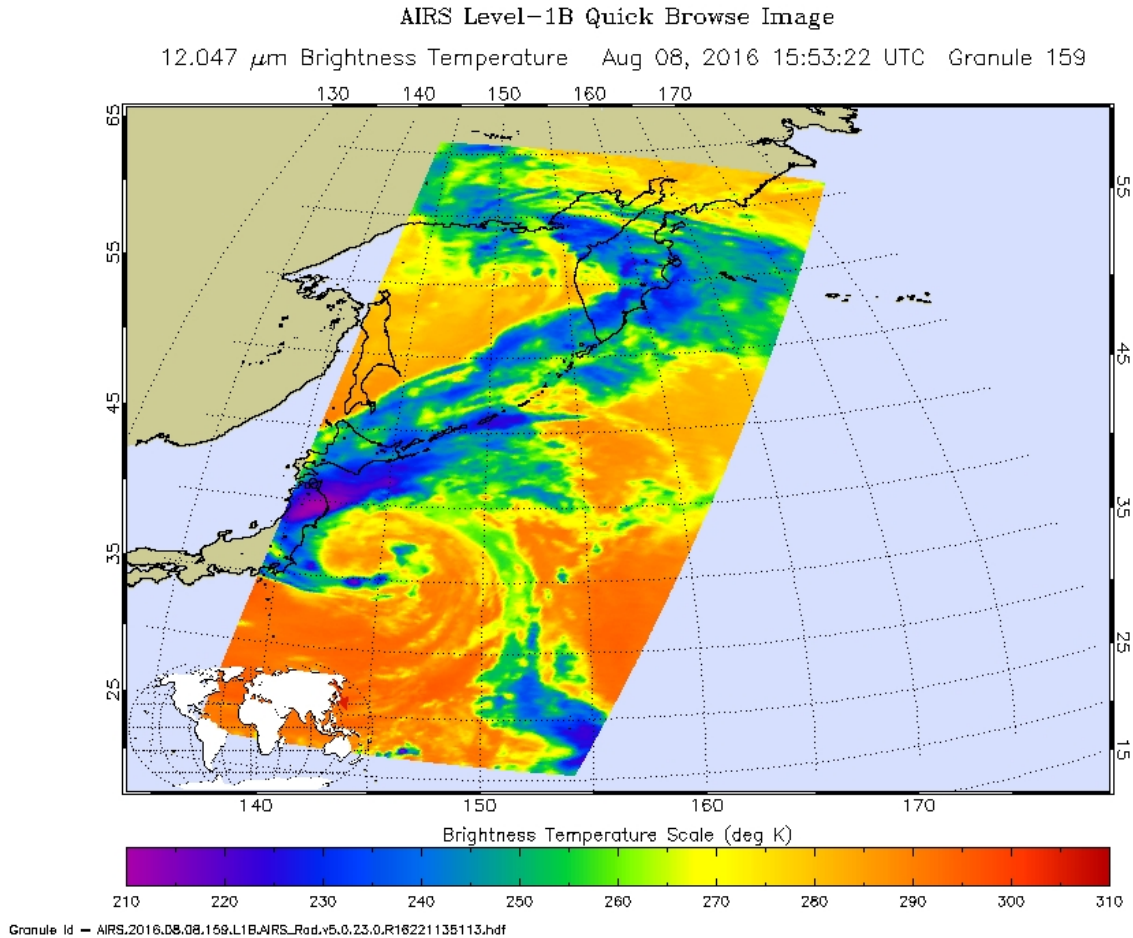 AIRS Level-1B Quick Browse Image
12.047 μm Brightness Temperature Aug 08, 2016 15:53:22 UTC Granule 159
130 140 150 160 170
65
55
55
45
45
35
35
25
25
15
140 150 160 170
Brightness Temperature Scale (deg K)
210 220 230 240 250 260 270 280 290 300 310
Granule Id – AIRS.2016.08.08.159.L1B.AIRS_Rad.v5.0.23.0.R16221135113.hdf